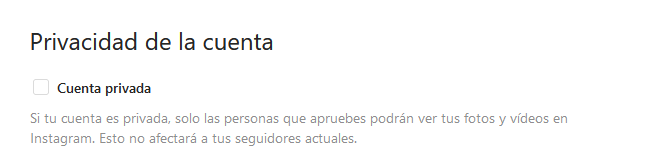 Privacidad de la cuenta
Cuenta privada
Si tu cuenta es privada, solo las personas que apruebes podrán ver tus fotos y vídeos en
Instagram. Esto no afectará a tus seguidores actuales.